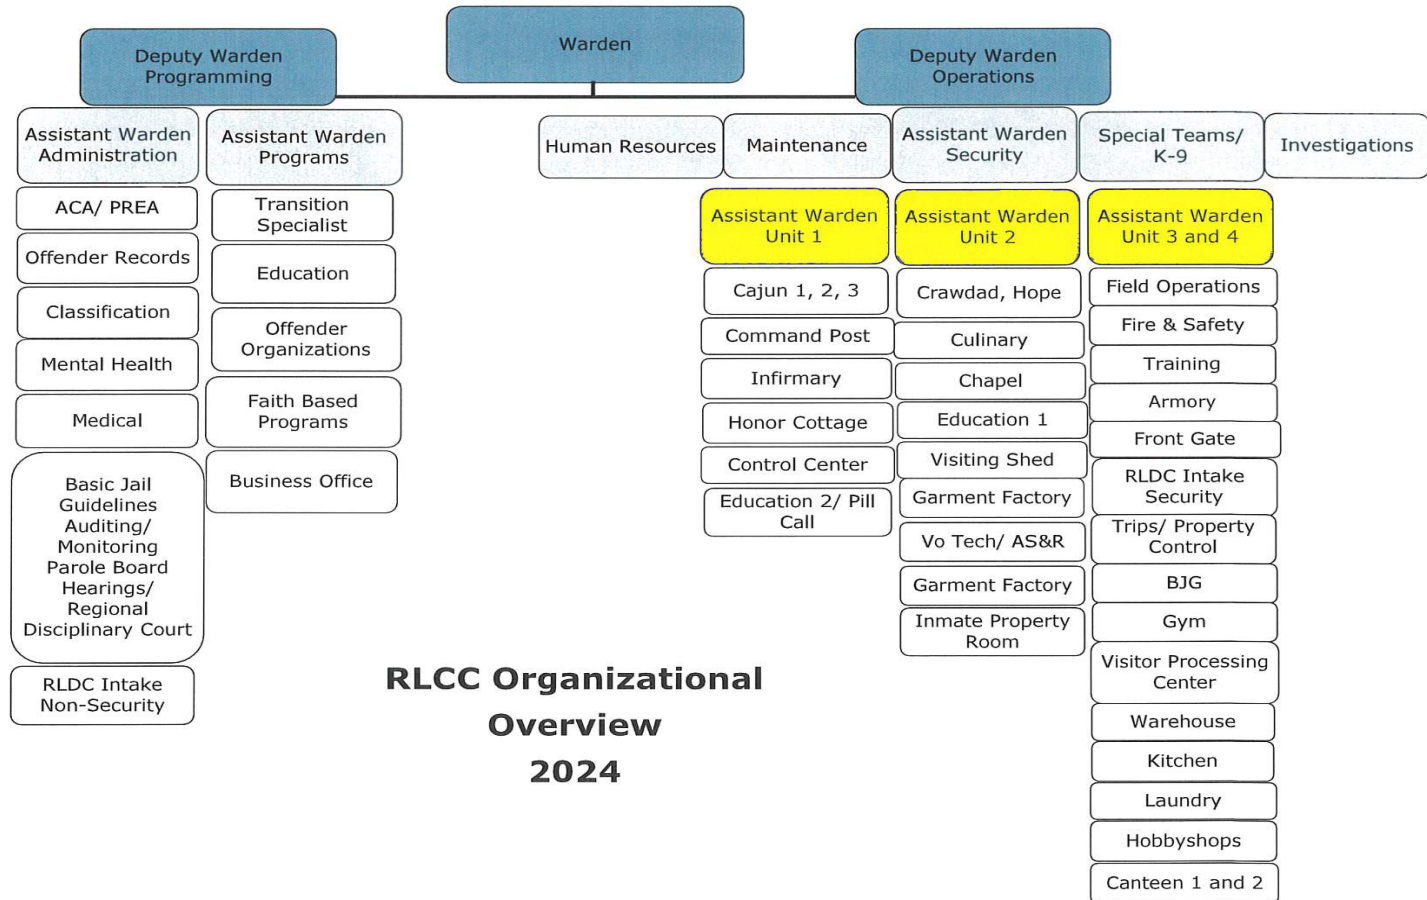 Warden
Deputy Warden
Programming
Deputy Warden
Operations
Assistant Warden
Administration
Assistant Warden
Programs
Human Resources
Maintenance
Assistant Warden
Security
Special Teams/
K-9
Investigations
ACA/ PREA
Offender Records
Classification
Mental Health
Medical
Basic Jail
Guidelines
Auditing/
Monitoring
Parole Board
Hearings/
Regional
Disciplinary Court
RLDC Intake
Non-Security
Transition
Specialist
Education
Offender
Organizations
Faith Based
Programs
Business Office
Assistant Warden
Unit 1
Cajun 1, 2, 3
Command Post
Infirmary
Honor Cottage
Control Center
Education 2/ Pill
Call
Assistant Warden
Unit 2
Crawdad, Hope
Culinary
Chapel
Education 1
Visiting Shed
Garment Factory
Vo Tech/ AS&R
Garment Factory
Inmate Property
Room
Assistant Warden
Unit 3 and 4
Field Operations
Fire & Safety
Training
Armory
Front Gate
RLDC Intake
Security
Trips/ Property
Control
BJG
Gym
Visitor Processing
Center
Warehouse
Kitchen
Laundry
Hobbyshops
Canteen 1 and 2
RLCC Organizational
Overview
2024